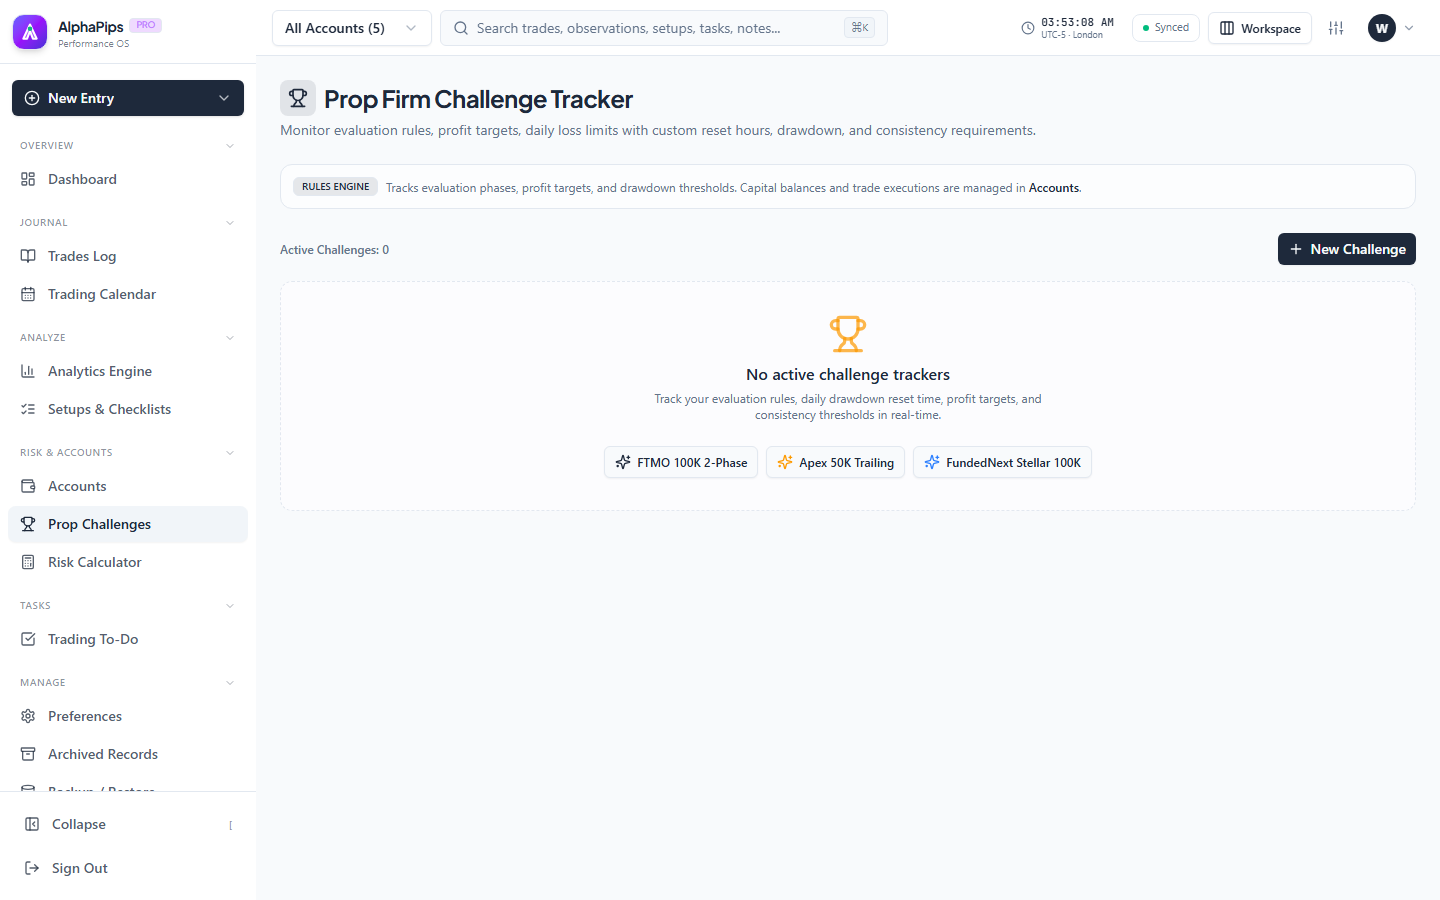 AlphaPips PRO
Performance OS
All Accounts (5)
Search trades, observations, setups, tasks, notes...
⌘K
03:53:08 AM
UTC-5 · London
Synced
Workspace
W
New Entry
OVERVIEW
Dashboard
JOURNAL
Trades Log
Trading Calendar
ANALYZE
Analytics Engine
Setups & Checklists
RISK & ACCOUNTS
Accounts
Prop Challenges
Risk Calculator
TASKS
Trading To-Do
MANAGE
Preferences
Archived Records
Backup / Restore
Collapse [
Sign Out
Prop Firm Challenge Tracker
Monitor evaluation rules, profit targets, daily loss limits with custom reset hours, drawdown, and consistency requirements.
RULES ENGINE Tracks evaluation phases, profit targets, and drawdown thresholds. Capital balances and trade executions are managed in Accounts.
Active Challenges: 0
New Challenge
No active challenge trackers
Track your evaluation rules, daily drawdown reset time, profit targets, and
consistency thresholds in real-time.
FTMO 100K 2-Phase
Apex 50K Trailing
FundedNext Stellar 100K